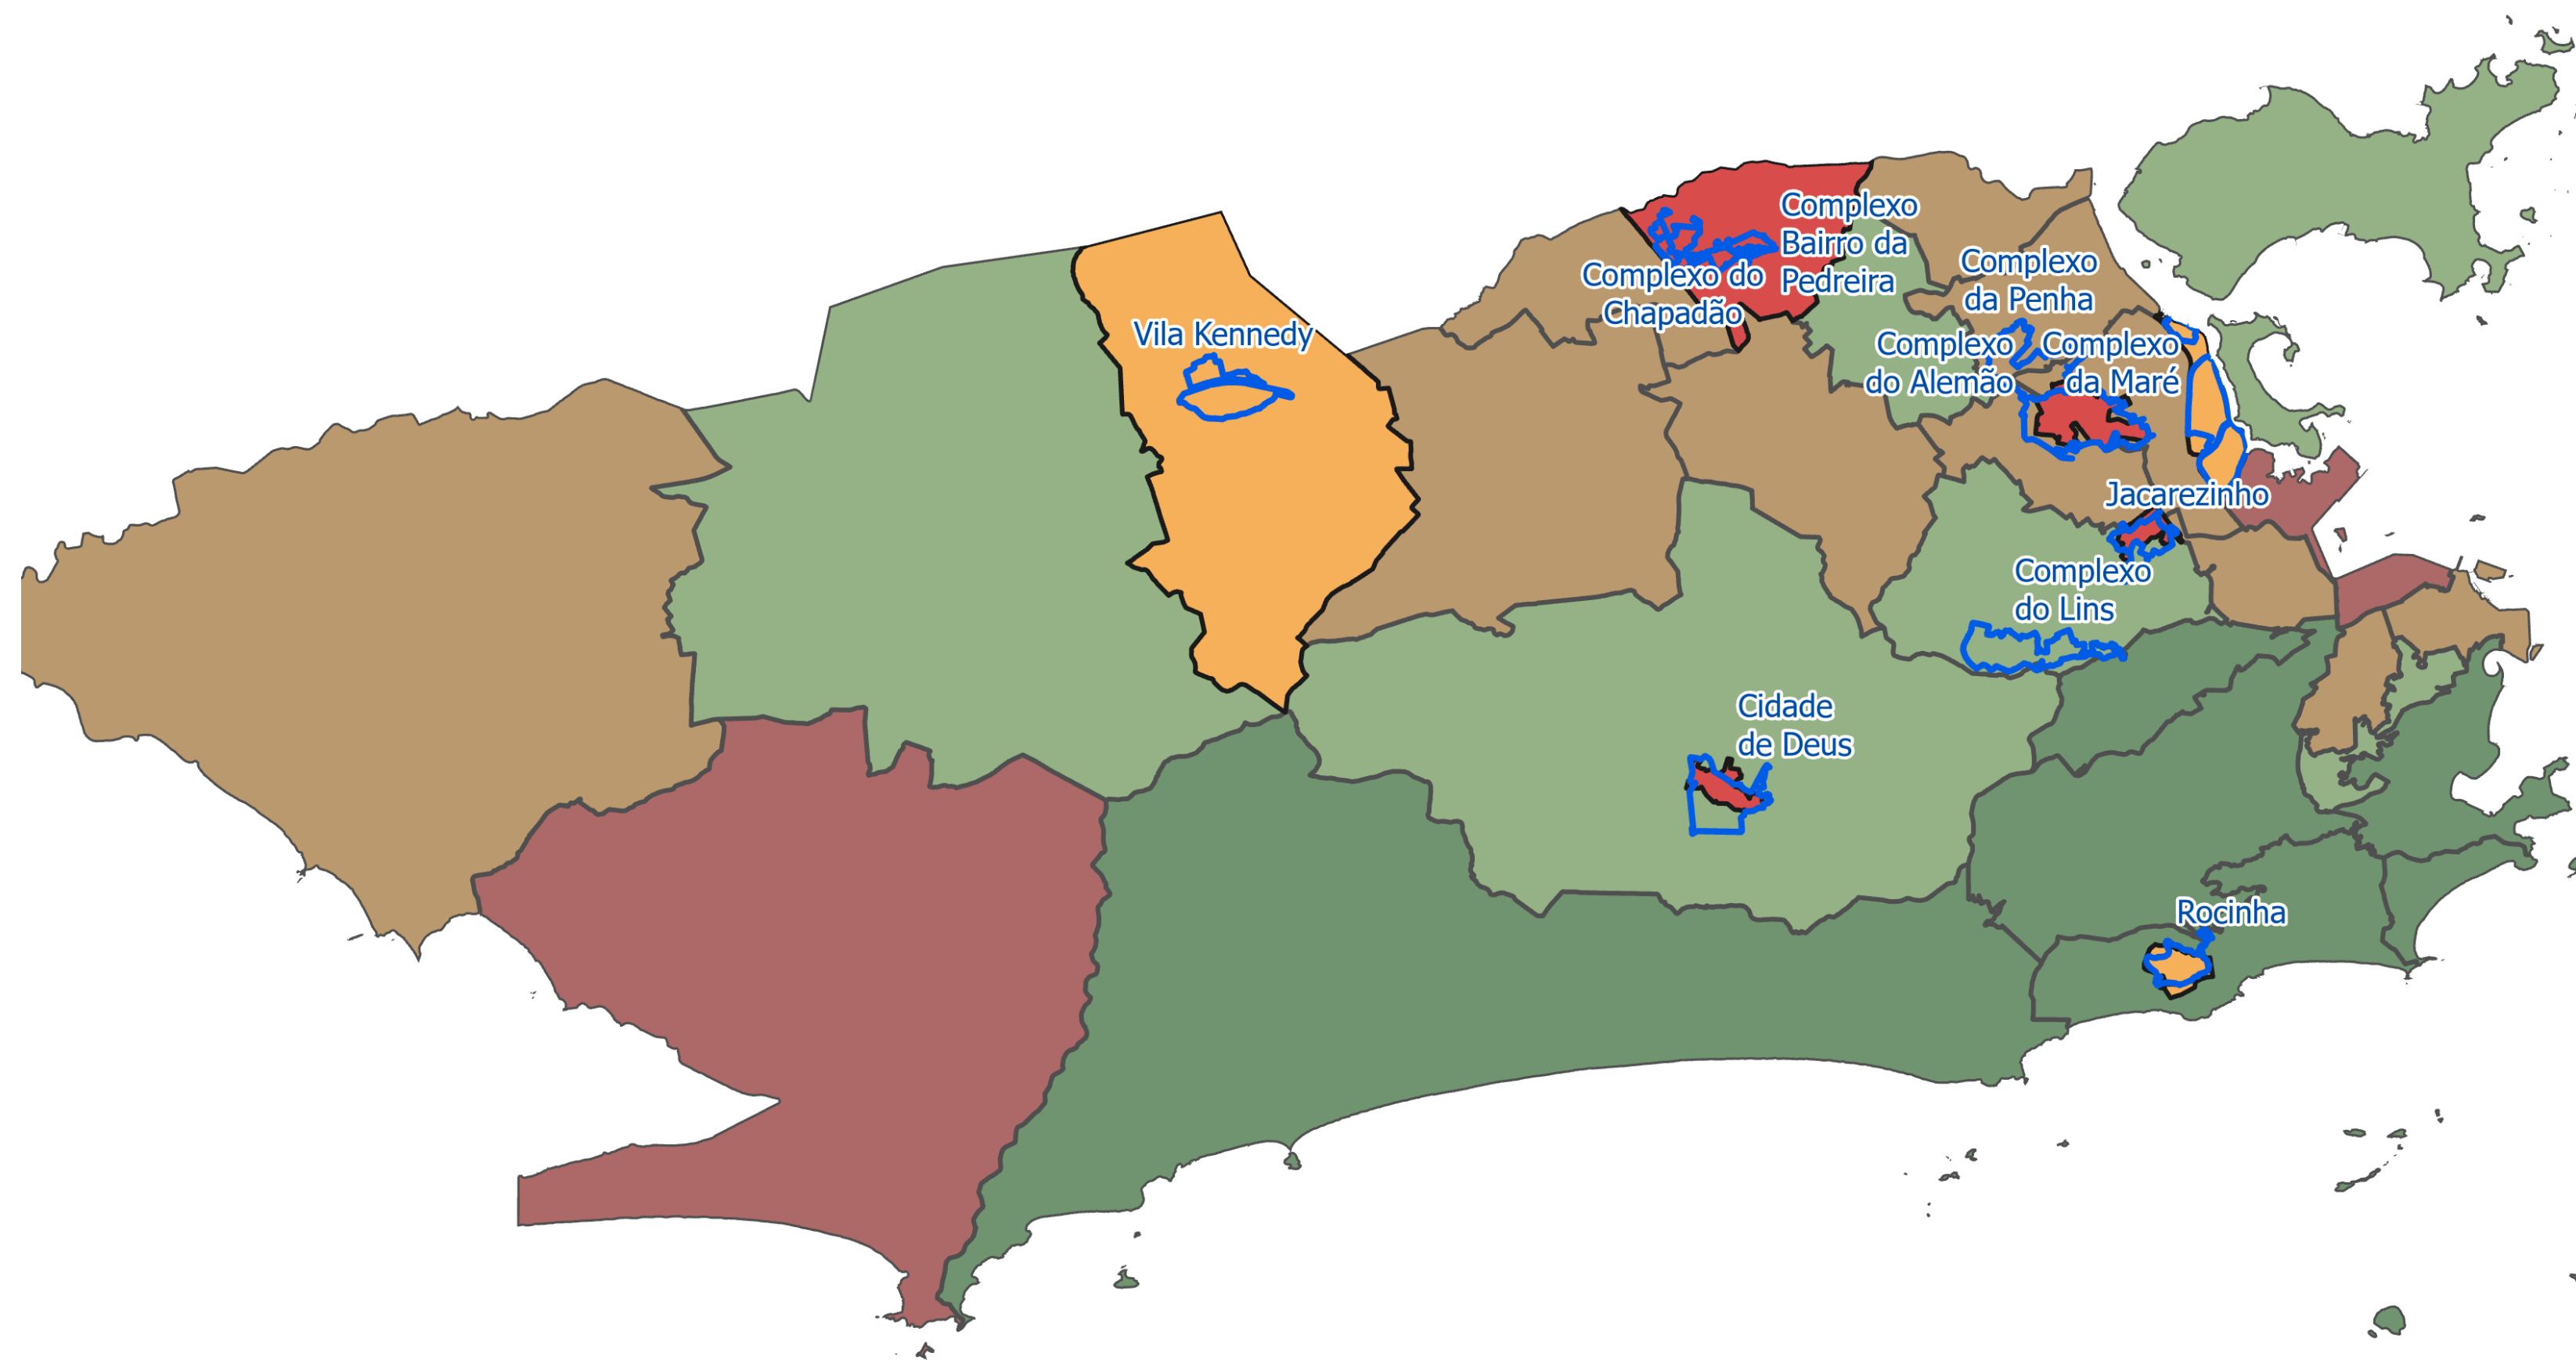 Complexo
Bairro da
Pedreira
Complexo do
Chapadão
Complexo
da Penha
Vila Kennedy
Complexo
do Alemão
Complexo
da Maré
Jacarezinho
Complexo
do Lins
Cidade
de Deus
Rocinha